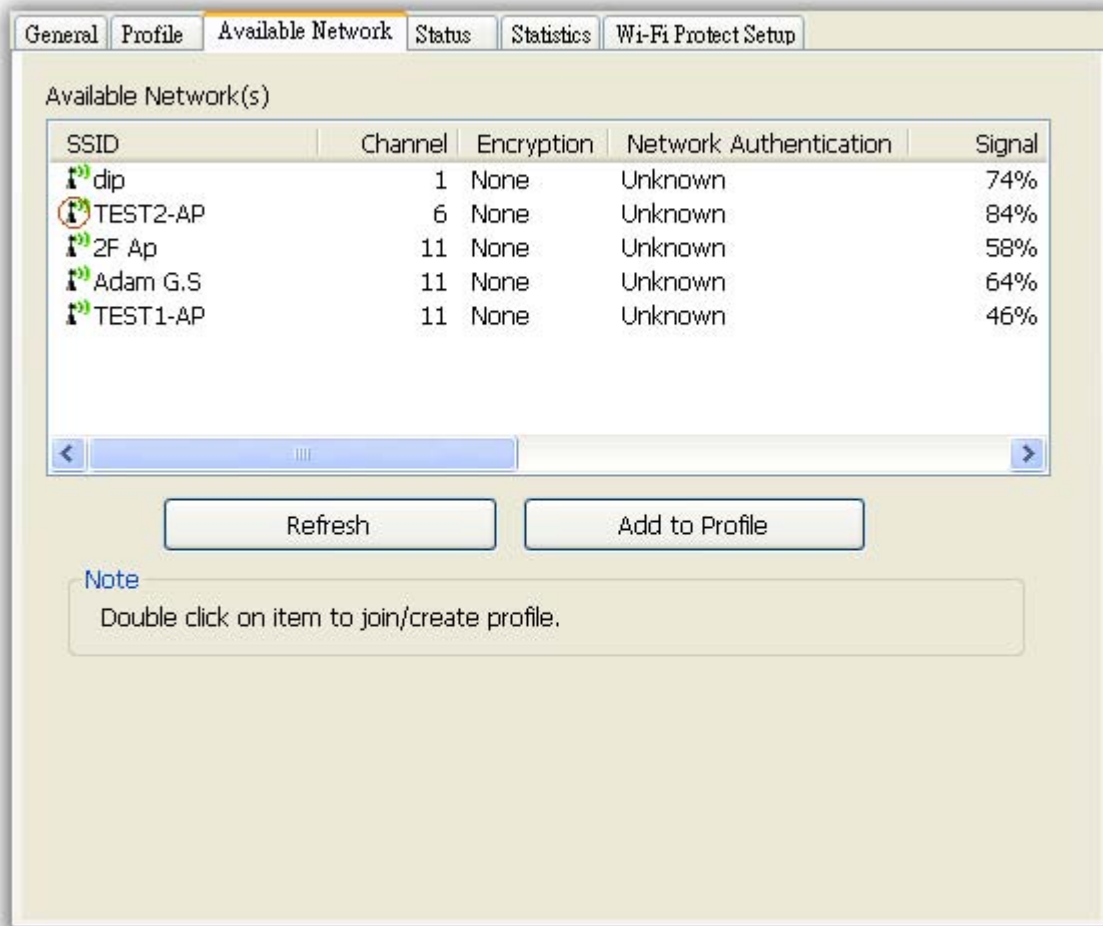 General Profile Available Network Status Statistics Wi-Fi Protect Setup
Available Network(s)
SSID Channel Encryption Network Authentication Signal
dip 1 None Unknown 74%
TEST2-AP 6 None Unknown 84%
2F Ap 11 None Unknown 58%
Adam G.S 11 None Unknown 64%
TEST1-AP 11 None Unknown 46%
Refresh Add to Profile
Note
Double click on item to join/create profile.